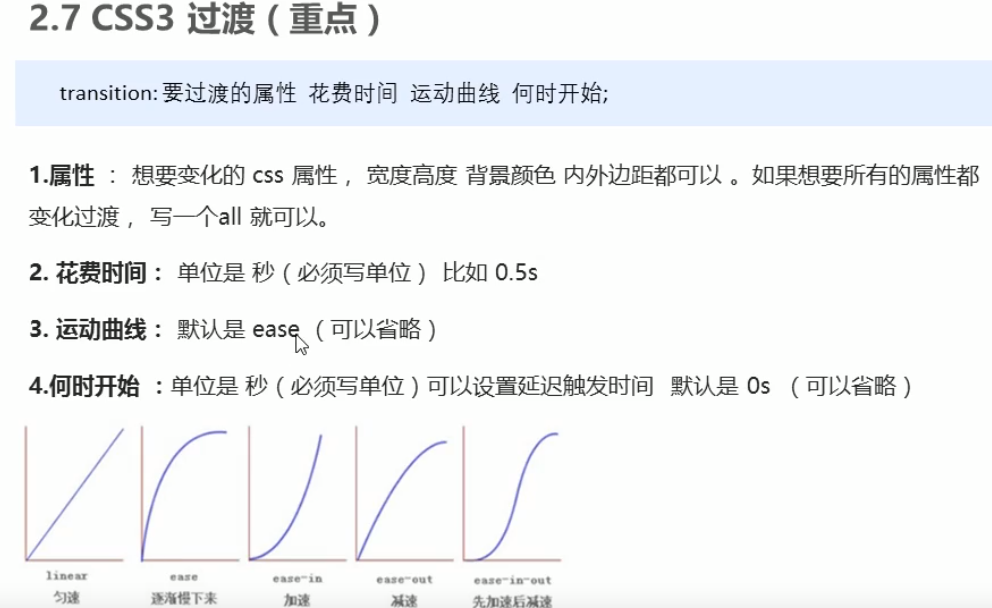 2.7 CSS3 过渡（重点）
transition: 要过渡的属性 花费时间 运动曲线 何时开始;
1.属性 ： 想要变化的 css 属性， 宽度高度 背景颜色 内外边距都可以 。如果想要所有的属性都
变化过渡， 写一个all 就可以。
2. 花费时间： 单位是 秒（必须写单位） 比如 0.5s
3. 运动曲线： 默认是 ease （可以省略）
4.何时开始 ：单位是 秒（必须写单位）可以设置延迟触发时间 默认是 0s （可以省略）
linear ease ease-in ease-out ease-in-out
匀速 逐渐慢下来 加速 减速 先加速后减速